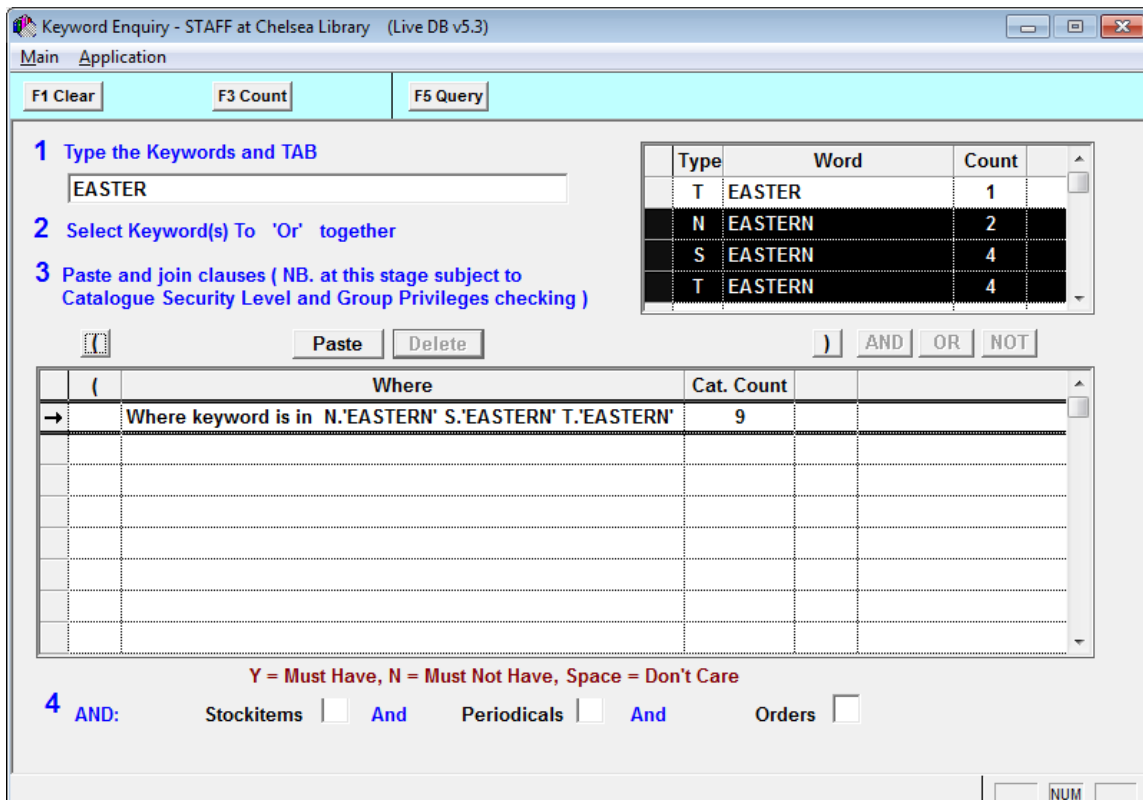 Keyword Enquiry - STAFF at Chelsea Library (Live DB v5.3)
Main Application
F1 Clear F3 Count F5 Query
1 Type the Keywords and TAB
EASTER
2 Select Keyword(s) To 'Or' together
3 Paste and join clauses ( NB. at this stage subject to
Catalogue Security Level and Group Privileges checking )
Type Word Count
T EASTER 1
N EASTERN 2
S EASTERN 4
T EASTERN 4
( Paste Delete ) AND OR NOT
( Where Cat. Count
→ Where keyword is in N.'EASTERN' S.'EASTERN' T.'EASTERN' 9
Y = Must Have, N = Must Not Have, Space = Don't Care
4 AND: Stockitems And Periodicals And Orders
NUM